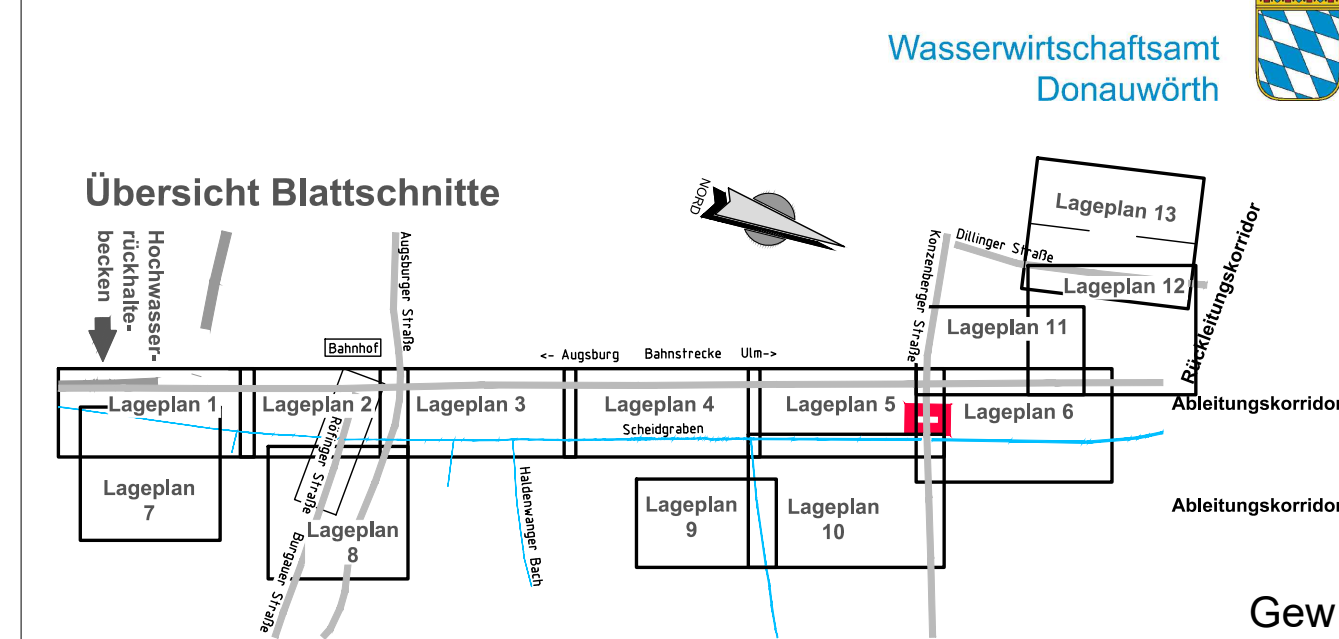 Wasserwirtschaftsamt
Donauwörth
Übersicht Blattschnitte
NORD
Hochwasser-
rückhalte-
becken
Augsburger Straße
Bahnhof
<- Augsburg Bahnstrecke Ulm->
Konzenberger Straße
Dillinger Straße
Lageplan 13
Lageplan 12
Lageplan 11
Rückleitungskorridor
Lageplan 1
Lageplan 2
Lageplan 3
Lageplan 4
Lageplan 5
Lageplan 6
Ableitungskorridor
Scheidgraben
Röfinger Straße
Haldenwanger Bach
Lageplan
7
Lageplan
8
Lageplan
9
Lageplan
10
Ableitungskorridor
Burgauer Straße
Gew